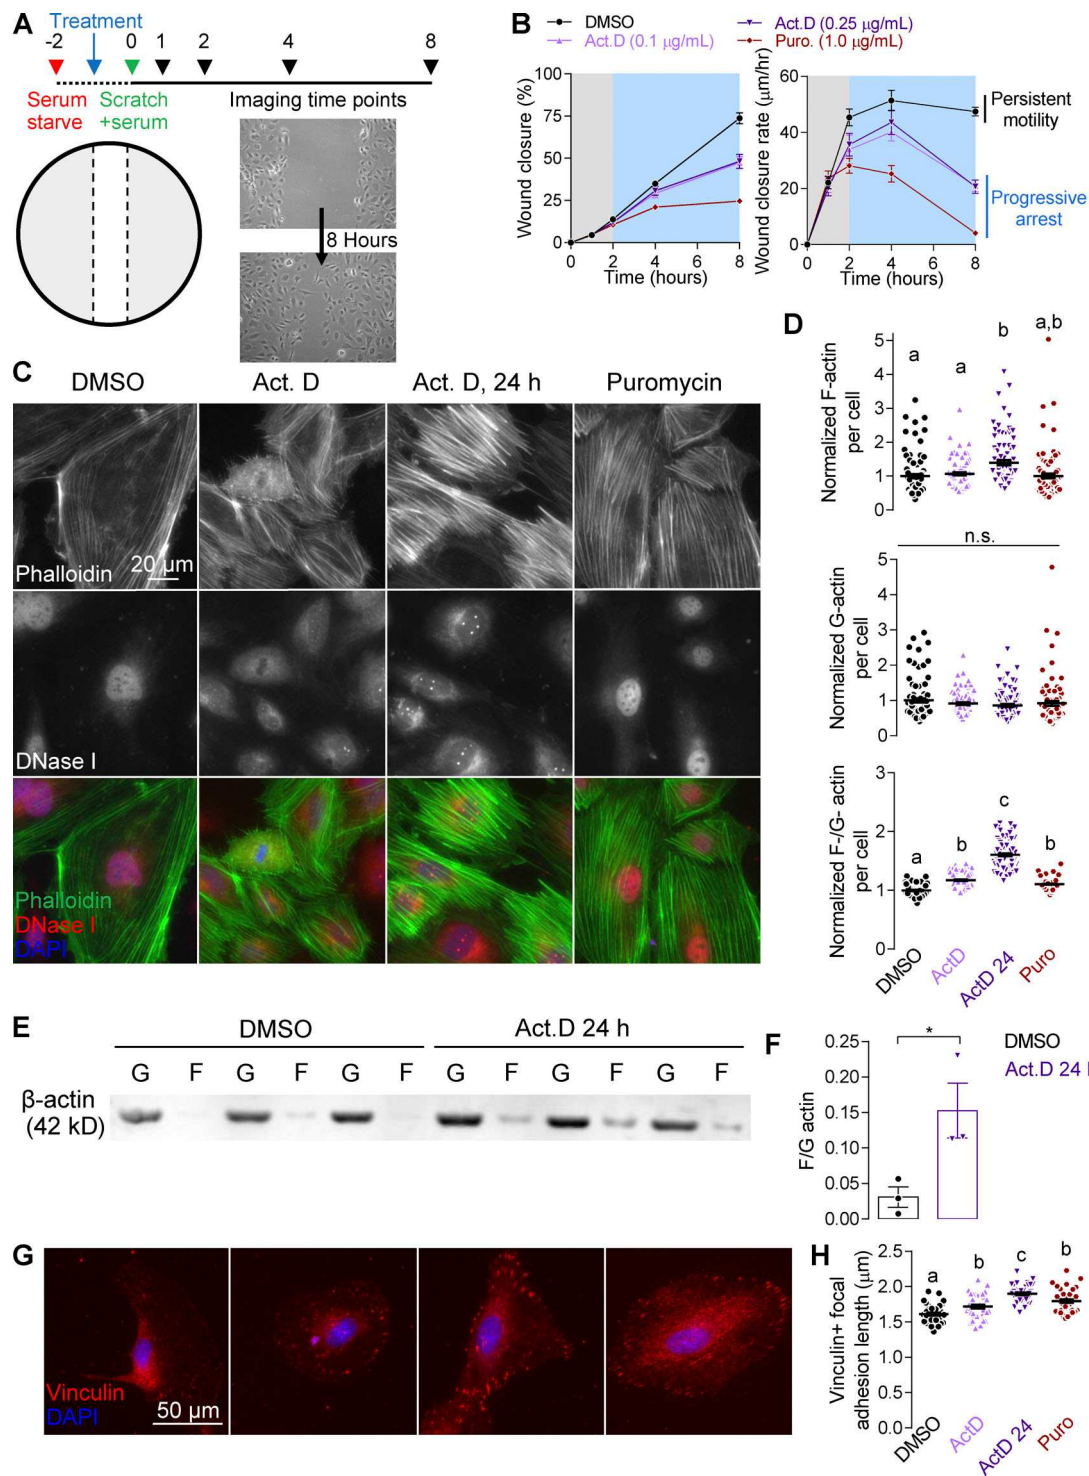 A
Treatment
-2 0 1 2 4 8
Serum starve
Scratch +serum
Imaging time points
8 Hours
B
DMSO
Act.D (0.1 µg/mL)
Act.D (0.25 µg/mL)
Puro. (1.0 µg/mL)
Wound closure (%)
100
75
50
25
0
0 2 4 6 8
Time (hours)
Wound closure rate (µm/hr)
60
40
20
0
0 2 4 6 8
Time (hours)
Persistent
motility
Progressive
arrest
C
DMSO Act. D Act. D, 24 h Puromycin
20 µm
Phalloidin
DNase I
Phalloidin
DNase I
DAPI
D
Normalized F-actin
per cell
5
4
3
2
1
0
a a b a,b
Normalized G-actin
per cell
5
4
3
2
1
0
n.s.
Normalized F-/G- actin
per cell
3
2
1
0
a b c b
DMSO ActD ActD 24 Puro
E
DMSO Act.D 24 h
G F G F G F G F G F G F
β-actin
(42 kD)
F
F/G actin
0.25
0.20
0.15
0.10
0.05
0.00
*
DMSO
Act.D 24
G
Vinculin
DAPI
50 µm
H
Vinculin+ focal
adhesion length (µm)
2.5
2.0
1.5
1.0
0.5
0.0
a b c b
DMSO ActD ActD 24 Puro